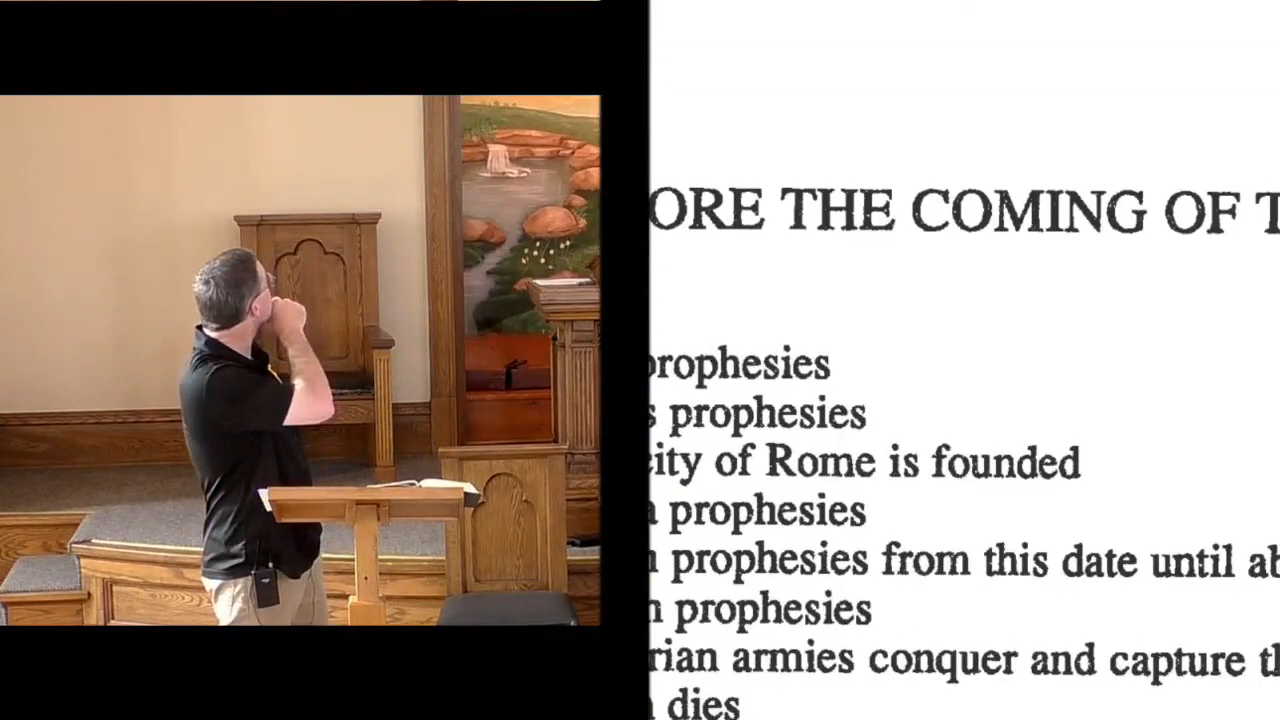 ORE THE COMING OF T
prophesies
s prophesies
city of Rome is founded
prophesies
prophesies from this date until ab
prophesies
rian armies conquer and capture th
dies